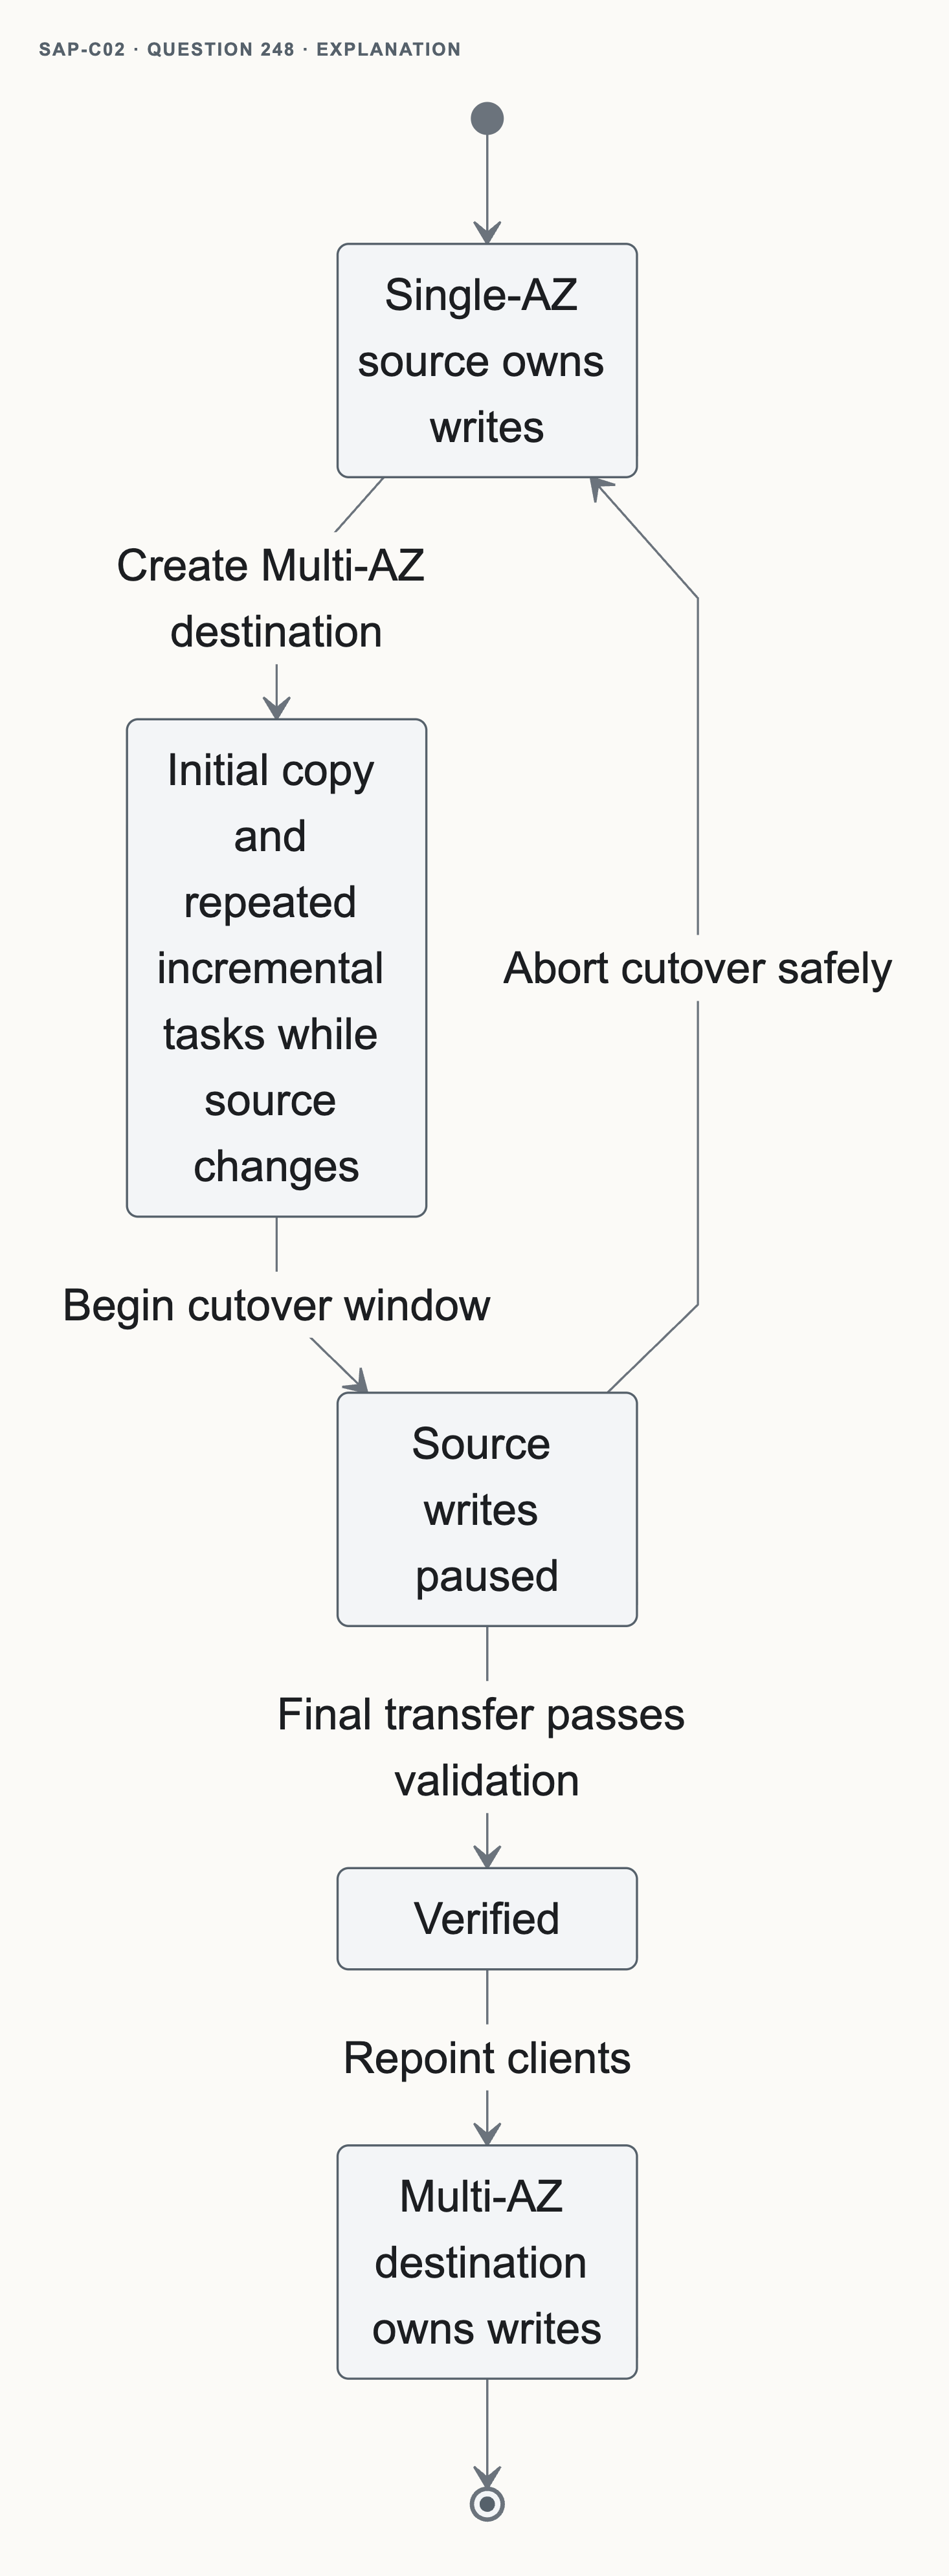 SAP-C02 · QUESTION 248 · EXPLANATION
Single-AZ
source owns
writes
Create Multi-AZ
destination
Initial copy
and
repeated
incremental
tasks while
source
changes
Abort cutover safely
Begin cutover window
Source
writes
paused
Final transfer passes
validation
Verified
Repoint clients
Multi-AZ
destination
owns writes